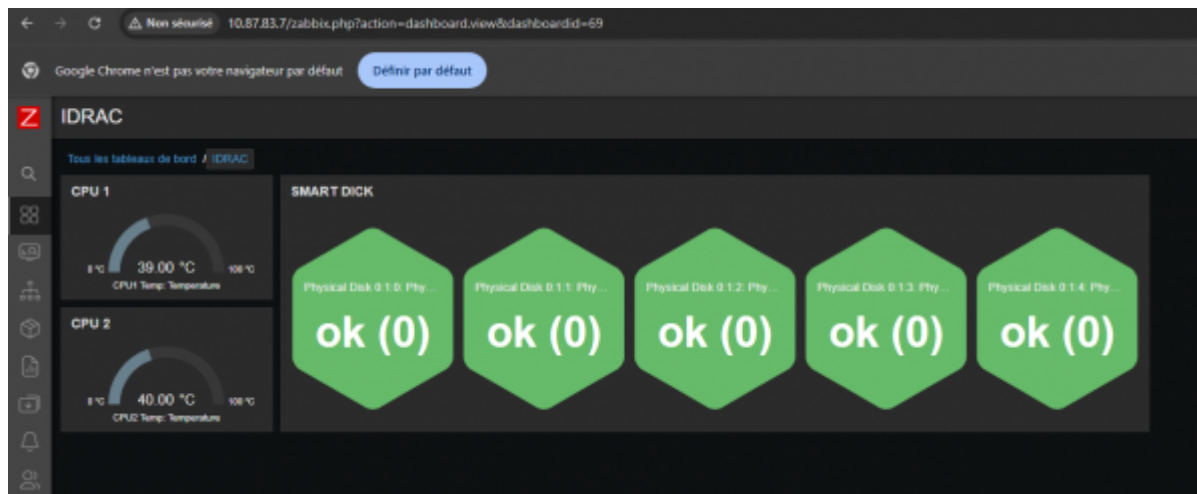 Non sécurisé 10.87.83.7/zabbix.php?action=dashboard.view&dashboardid=69
Google Chrome n'est pas votre navigateur par défaut Définir par défaut
Z IDRAC
Tous les tableaux de bord / IDRAC
CPU 1
39.00 °C
0 °C 100 °C
CPU1 Temp: Temperature
CPU 2
40.00 °C
0 °C 100 °C
CPU2 Temp: Temperature
SMART DICK
Physical Disk 0:1:0: Phy...
ok (0)
Physical Disk 0:1:1: Phy...
ok (0)
Physical Disk 0:1:2: Phy...
ok (0)
Physical Disk 0:1:3: Phy...
ok (0)
Physical Disk 0:1:4: Phy...
ok (0)